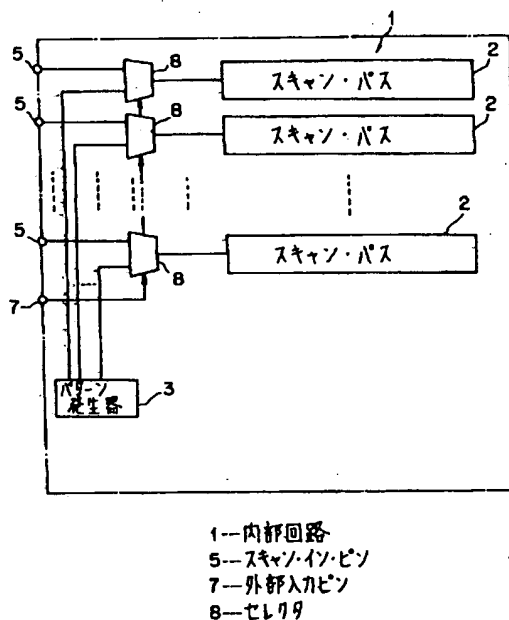 1
5
8
2
スキャン・パス
5
8
2
スキャン・パス
2
5
スキャン・パス
8
7
パターン
発生器
3
1---内部回路
5---スキャン・イン・ピン
7---外部入力ピン
8---セレクタ